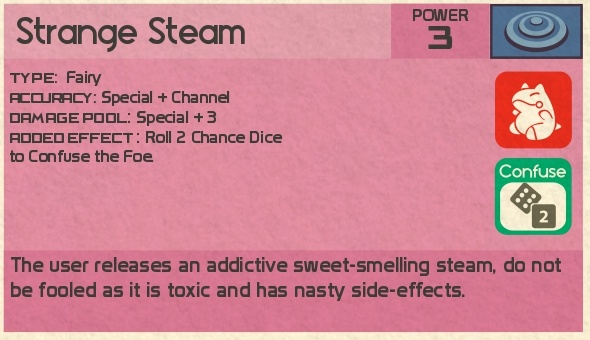 Strange Steam
POWER
3
TYPE: Fairy
ACCURACY: Special + Channel
DAMAGE POOL: Special + 3
ADDED EFFECT: Roll 2 Chance Dice
to Confuse the Foe.
Confuse
2
The user releases an addictive sweet-smelling steam, do not
be fooled as it is toxic and has nasty side-effects.